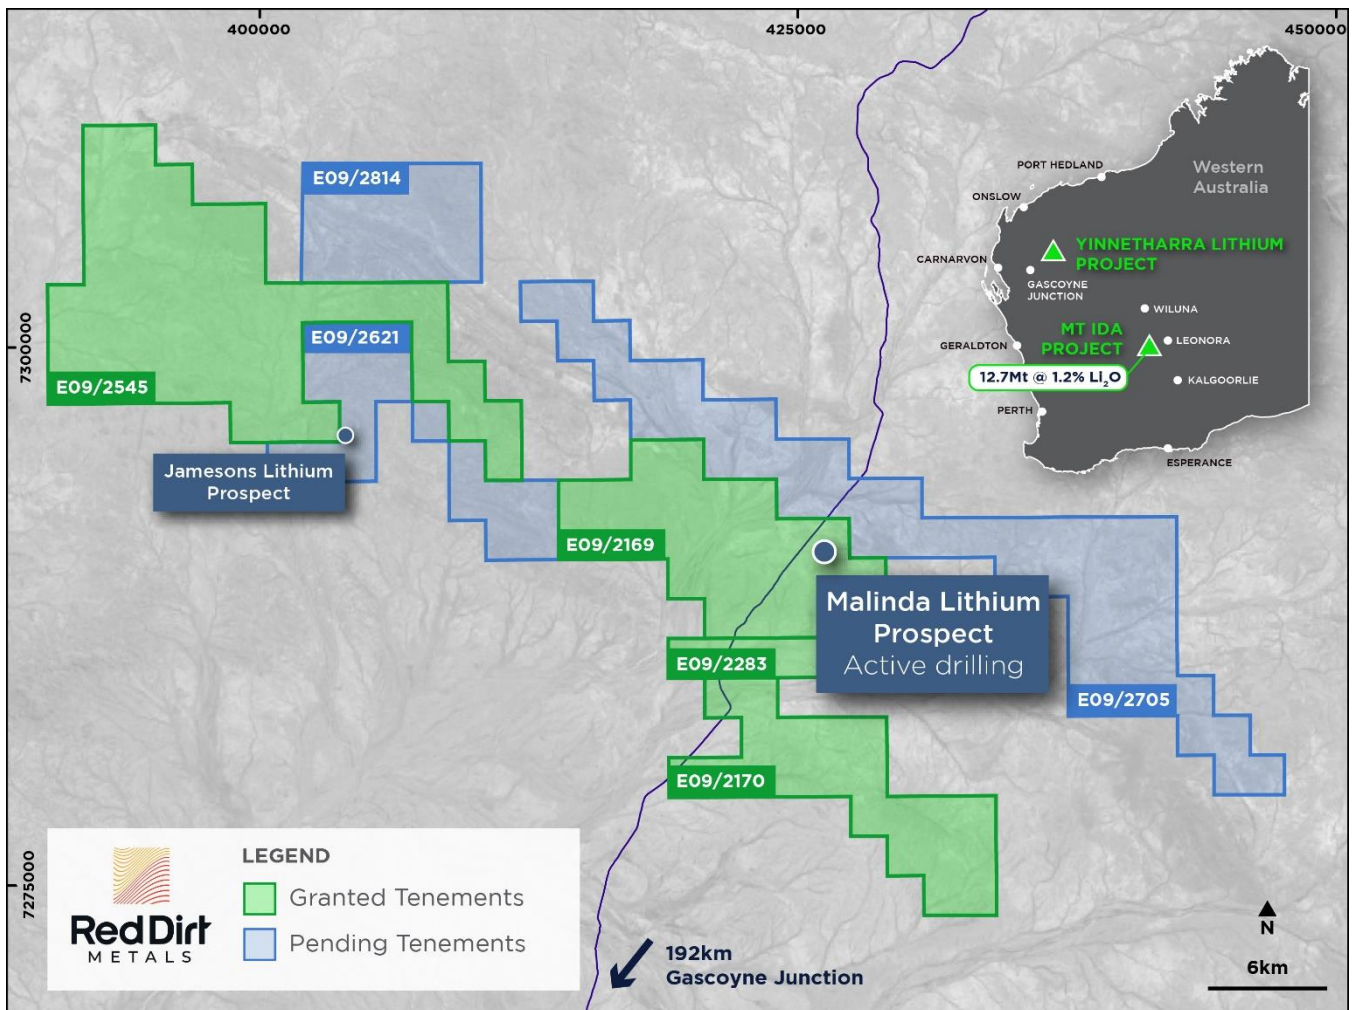 400000
425000
450000
7300000
7275000
E09/2814
E09/2621
E09/2545
Jamesons Lithium
Prospect
E09/2169
Malinda Lithium
Prospect
Active drilling
E09/2283
E09/2705
E09/2170
Western
Australia
PORT HEDLAND
ONSLOW
YINNETHARRA LITHIUM
PROJECT
CARNARVON
GASCOYNE
JUNCTION
WILUNA
MT IDA
PROJECT
LEONORA
GERALDTON
12.7Mt @ 1.2% Li₂O
KALGOORLIE
PERTH
ESPERANCE
LEGEND
Granted Tenements
Pending Tenements
Red Dirt
METALS
192km
Gascoyne Junction
N
6km